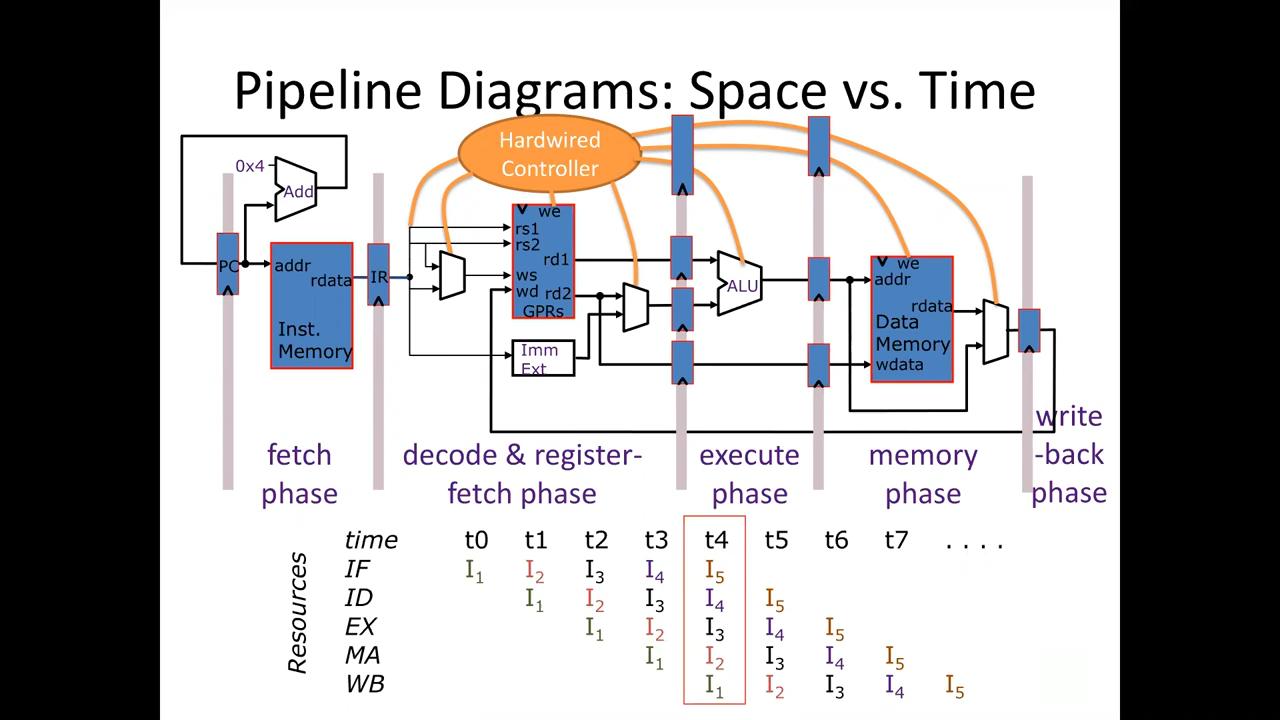 Pipeline Diagrams: Space vs. Time
Hardwired
Controller
0x4
Add
PC
addr
rdata
Inst.
Memory
IR
we
rs1
rs2
rd1
ws
wd
rd2
GPRs
Imm
Ext
ALU
we
addr
rdata
Data
Memory
wdata
fetch
phase
decode & register-
fetch phase
execute
phase
memory
phase
write
-back
phase
Resources
time t0 t1 t2 t3 t4 t5 t6 t7 . . . .
IF I1 I2 I3 I4 I5
ID I1 I2 I3 I4 I5
EX I1 I2 I3 I4 I5
MA I1 I2 I3 I4 I5
WB I1 I2 I3 I4 I5